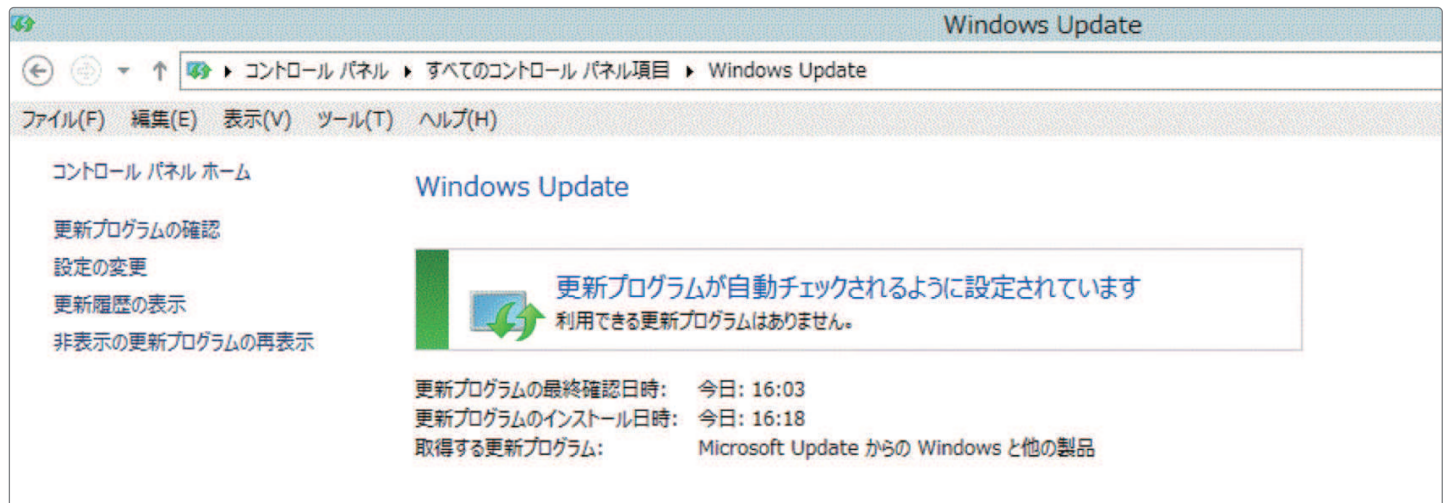 Windows Update
コントロール パネル ▸ すべてのコントロール パネル項目 ▸ Windows Update
ファイル(F) 編集(E) 表示(V) ツール(T) ヘルプ(H)
コントロール パネル ホーム
更新プログラムの確認
設定の変更
更新履歴の表示
非表示の更新プログラムの再表示
Windows Update
更新プログラムが自動チェックされるように設定されています
利用できる更新プログラムはありません。
更新プログラムの最終確認日時: 今日: 16:03
更新プログラムのインストール日時: 今日: 16:18
取得する更新プログラム: Microsoft Update からの Windows と他の製品